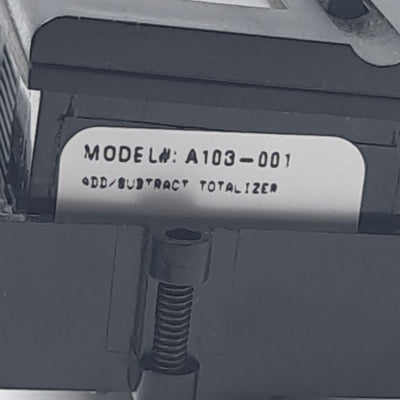 MODEL#: A103-001
ADD/SUBTRACT TOTALIZER